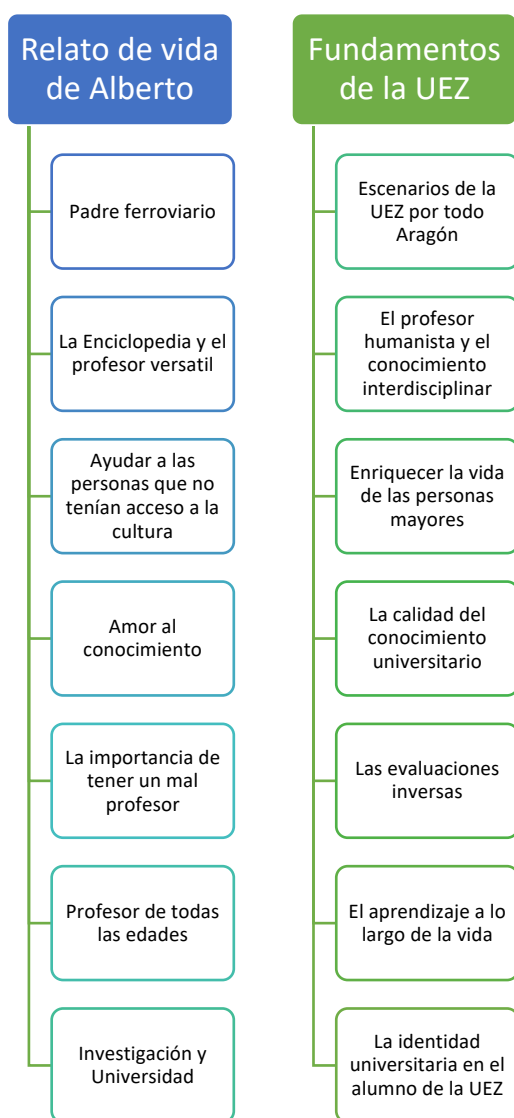 Relato de vida
de Alberto
Padre ferroviario
La Enciclopedia y el
profesor versatil
Ayudar a las
personas que no
tenían acceso a la
cultura
Amor al
conocimiento
La importancia de
tener un mal
profesor
Profesor de todas
las edades
Investigación y
Universidad
Fundamentos
de la UEZ
Escenarios de la
UEZ por todo
Aragón
El profesor
humanista y el
conocimiento
interdisciplinar
Enriquecer la vida
de las personas
mayores
La calidad del
conocimiento
universitario
Las evaluaciones
inversas
El aprendizaje a lo
largo de la vida
La identidad
universitaria en el
alumno de la UEZ